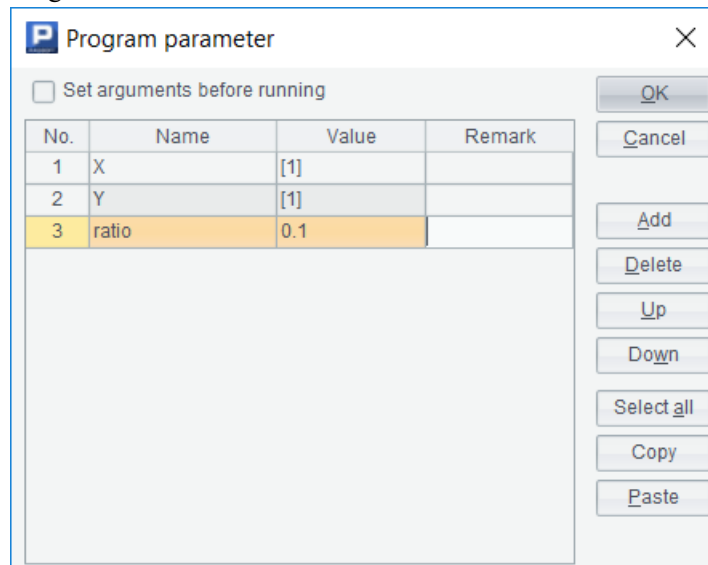 Program parameter
Set arguments before running
OK
No. Name Value Remark
Cancel
1 X [1]
2 Y [1]
Add
3 ratio 0.1
Delete
Up
Down
Select all
Copy
Paste